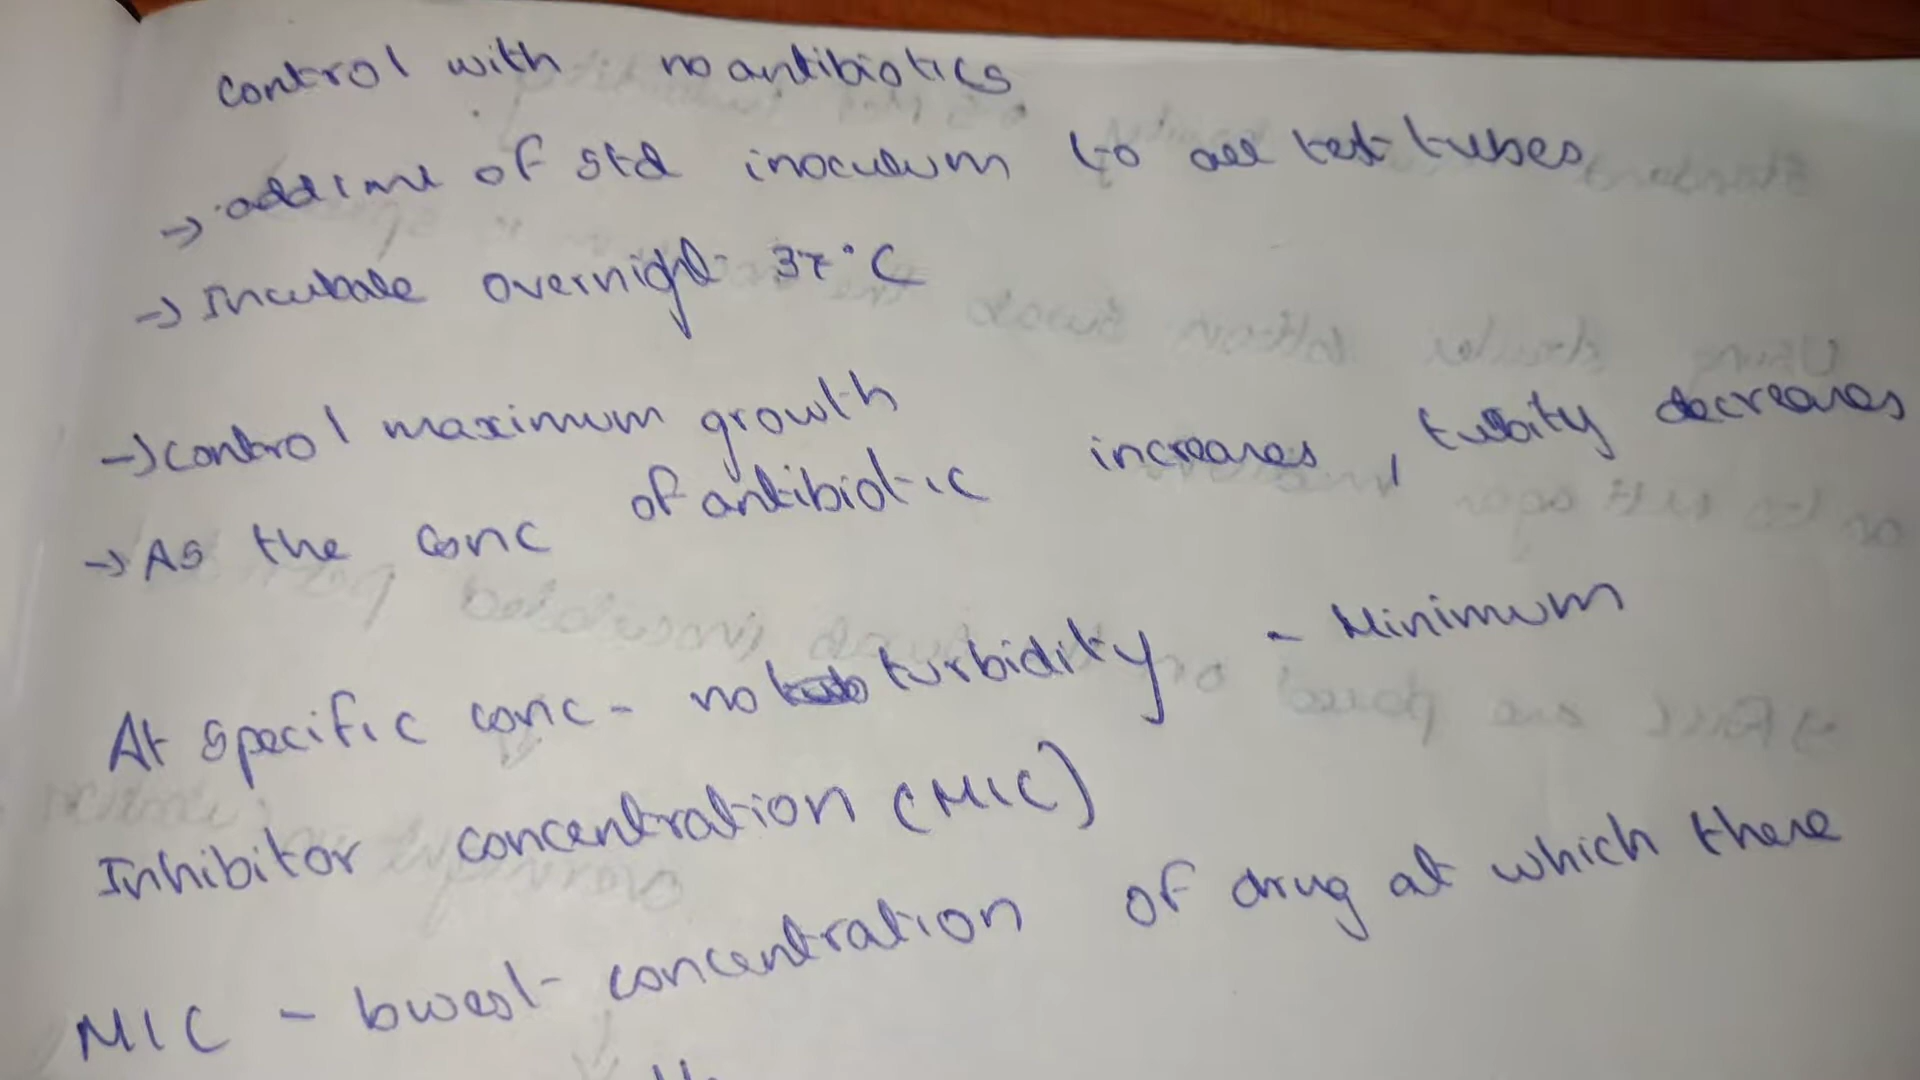 control with no antibiotics
→ add 1 ml of std inoculum to all test tubes
→ Incubate overnight 37°C
→ control maximum growth
→ As the conc of antibiotic increases, turbity decreases
At specific conc - no turbidity - Minimum
Inhibitor concentration (MIC)
MIC - lowest concentration of drug at which there